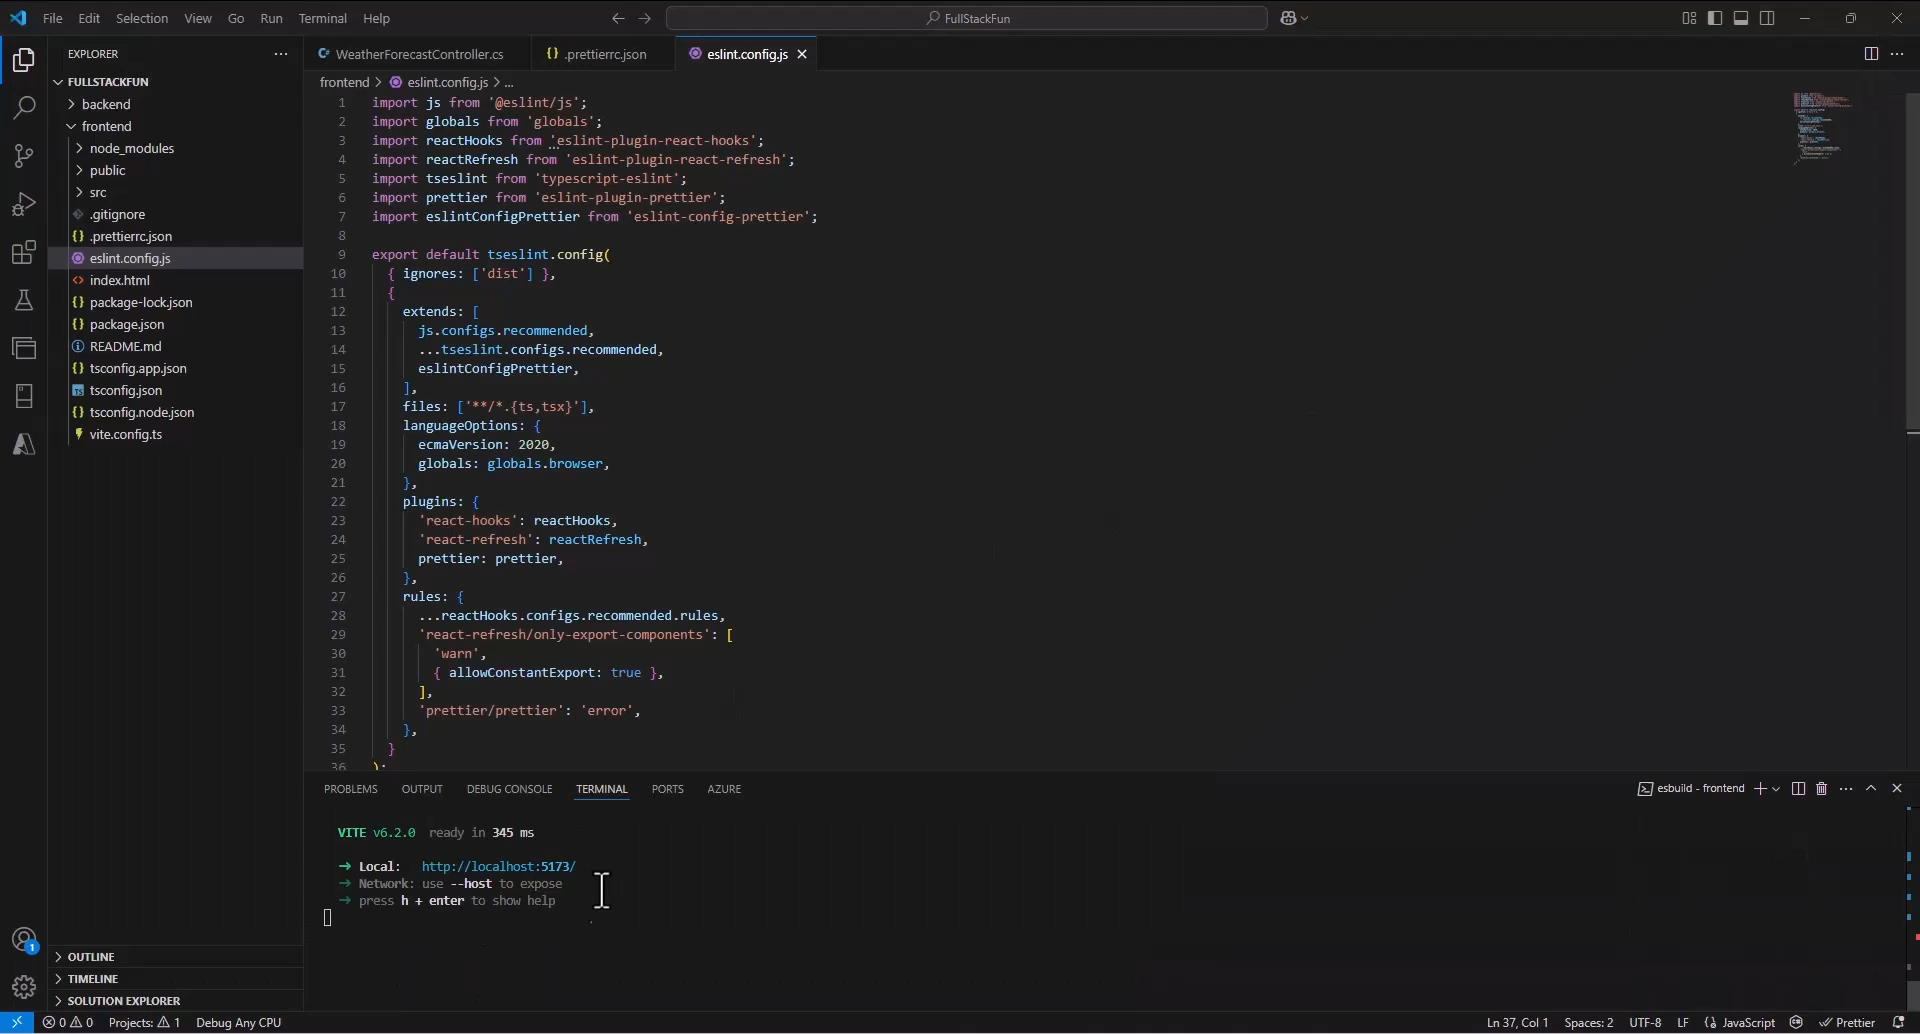 File Edit Selection View Go Run Terminal Help
FullStackFun
EXPLORER
FULLSTACKFUN
backend
frontend
node_modules
public
src
.gitignore
.prettierrc.json
eslint.config.js
index.html
package-lock.json
package.json
README.md
tsconfig.app.json
tsconfig.json
tsconfig.node.json
vite.config.ts
OUTLINE
TIMELINE
SOLUTION EXPLORER
WeatherForecastController.cs .prettierrc.json eslint.config.js
frontend > eslint.config.js > ...
1 import js from '@eslint/js';
2 import globals from 'globals';
3 import reactHooks from 'eslint-plugin-react-hooks';
4 import reactRefresh from 'eslint-plugin-react-refresh';
5 import tseslint from 'typescript-eslint';
6 import prettier from 'eslint-plugin-prettier';
7 import eslintConfigPrettier from 'eslint-config-prettier';
8
9 export default tseslint.config(
10 { ignores: ['dist'] },
11 {
12 extends: [
13 js.configs.recommended,
14 ...tseslint.configs.recommended,
15 eslintConfigPrettier,
16 ],
17 files: ['**/*.{ts,tsx}'],
18 languageOptions: {
19 ecmaVersion: 2020,
20 globals: globals.browser,
21 },
22 plugins: {
23 'react-hooks': reactHooks,
24 'react-refresh': reactRefresh,
25 prettier: prettier,
26 },
27 rules: {
28 ...reactHooks.configs.recommended.rules,
29 'react-refresh/only-export-components': [
30 'warn',
31 { allowConstantExport: true },
32 ],
33 'prettier/prettier': 'error',
34 },
35 }
36 );
PROBLEMS OUTPUT DEBUG CONSOLE TERMINAL PORTS AZURE
esbuild - frontend
VITE v6.2.0 ready in 345 ms
➜ Local: http://localhost:5173/
➜ Network: use --host to expose
➜ press h + enter to show help
1
0 0 Projects: 1 Debug Any CPU
Ln 37, Col 1 Spaces: 2 UTF-8 LF {} JavaScript Prettier